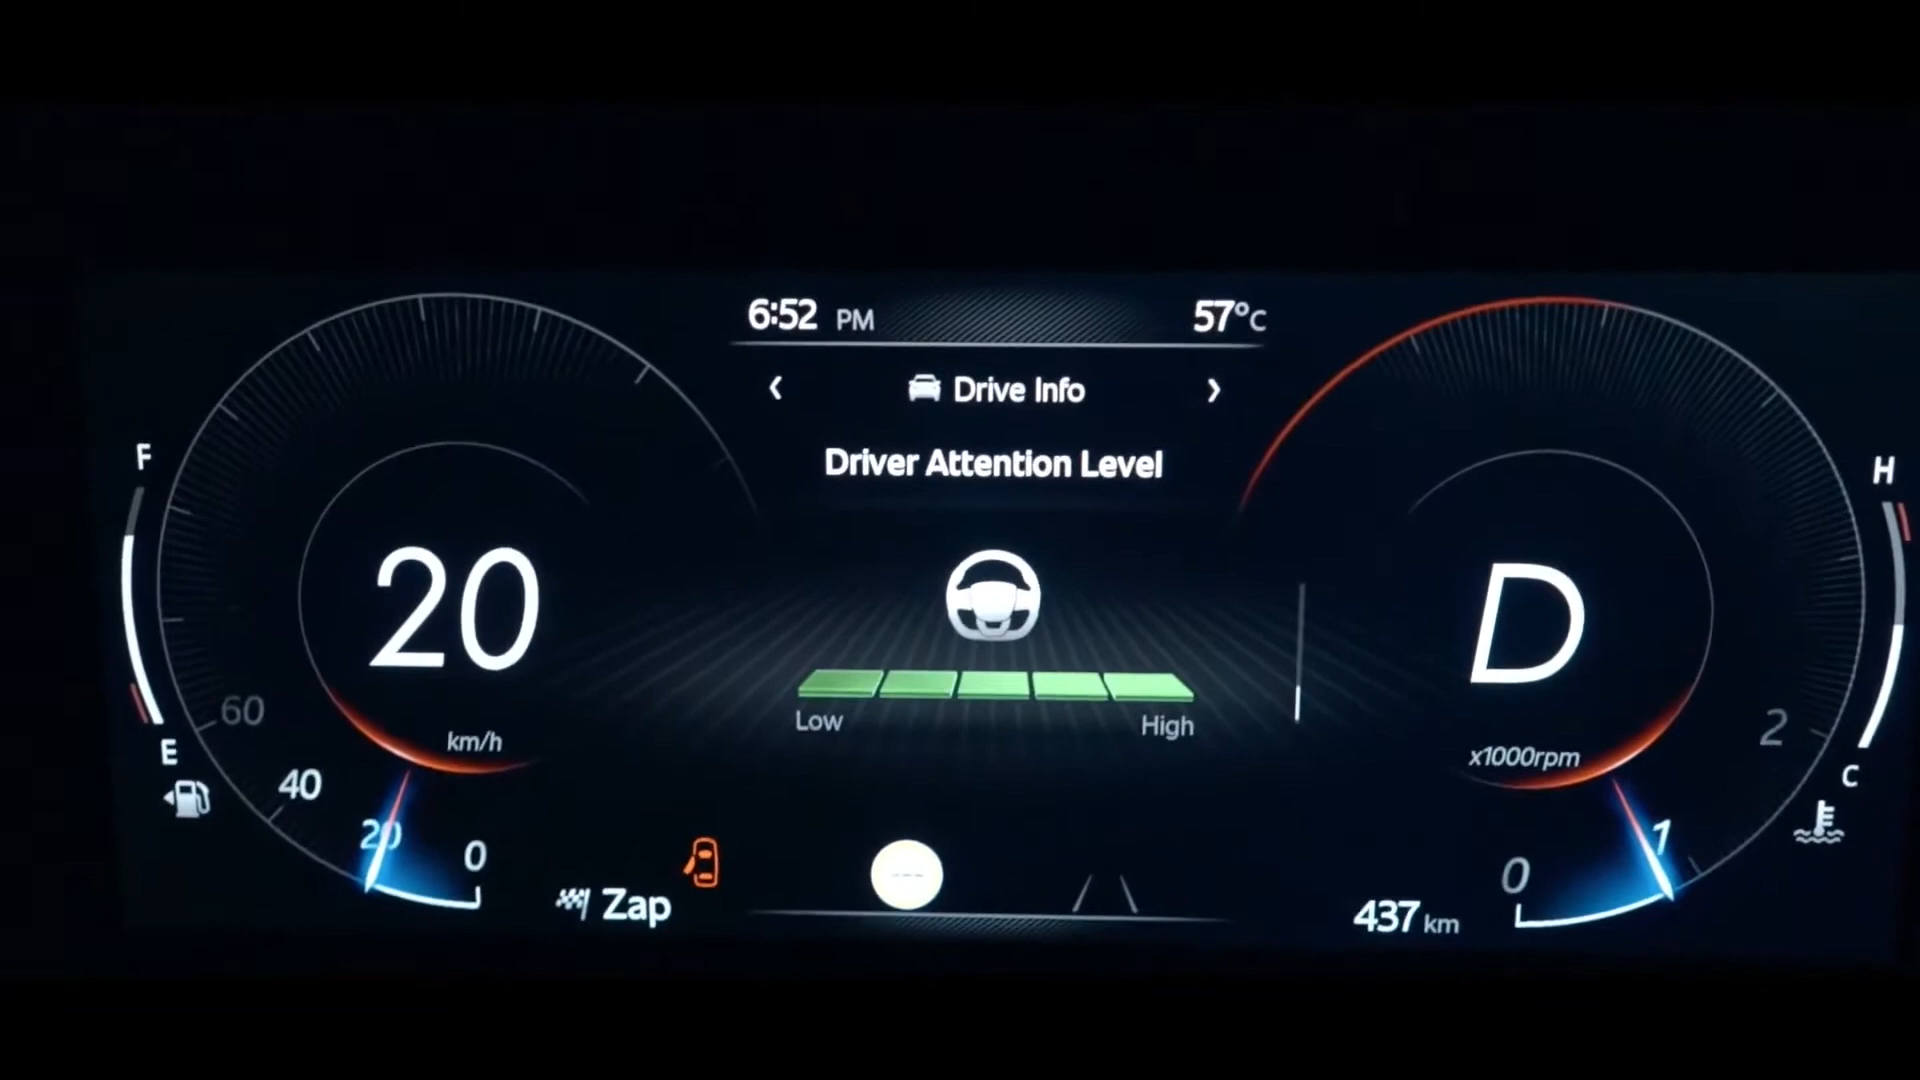 6:52 PM 57°C
Drive Info
Driver Attention Level
F
H
20
D
Low High
60
km/h
E
x1000rpm
2
C
40
20
0
0
1
Zap
---
437 km